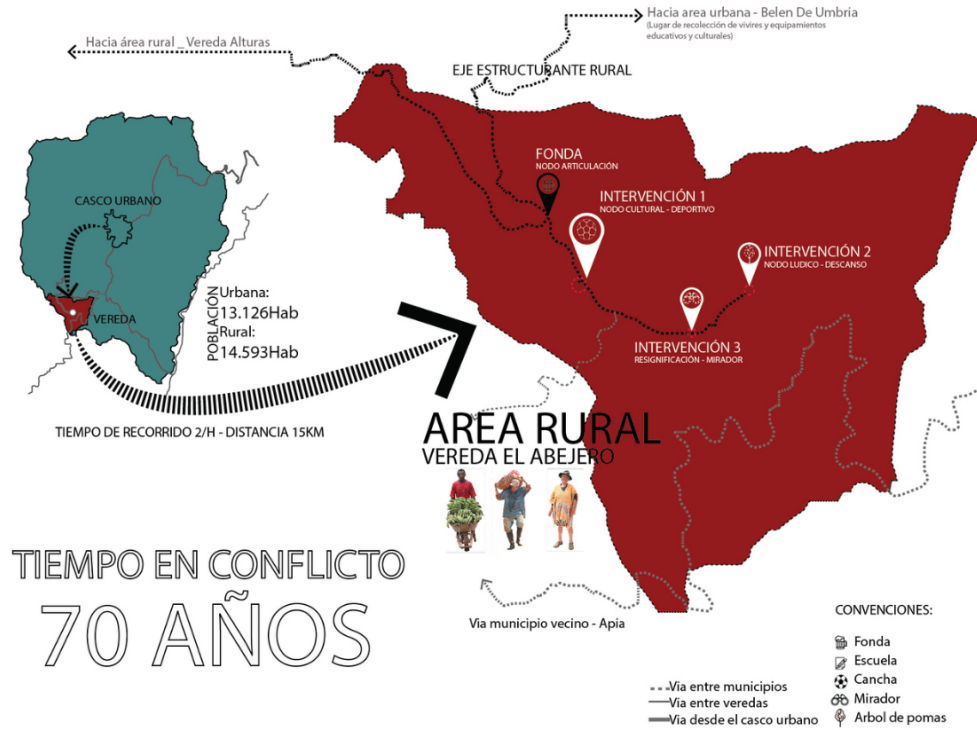 Hacia area urbana - Belen De Umbria
(Lugar de recolección de vivires y equipamientos
educativos y culturales)
Hacia área rural _ Vereda Alturas
EJE ESTRUCTURANTE RURAL
FONDA
NODO ARTICULACIÓN
INTERVENCIÓN 1
NODO CULTURAL - DEPORTIVO
INTERVENCIÓN 2
NODO LUDICO - DESCANSO
INTERVENCIÓN 3
RESIGNIFICACIÓN - MIRADOR
CASCO URBANO
VEREDA
POBLACIÓN
Urbana:
13.126Hab
Rural:
14.593Hab
TIEMPO DE RECORRIDO 2/H - DISTANCIA 15KM
AREA RURAL
VEREDA EL ABEJERO
TIEMPO EN CONFLICTO
70 AÑOS
Via municipio vecino - Apia
CONVENCIONES:
Fonda
Escuela
Cancha
Mirador
Arbol de pomas
Via entre municipios
Via entre veredas
Via desde el casco urbano